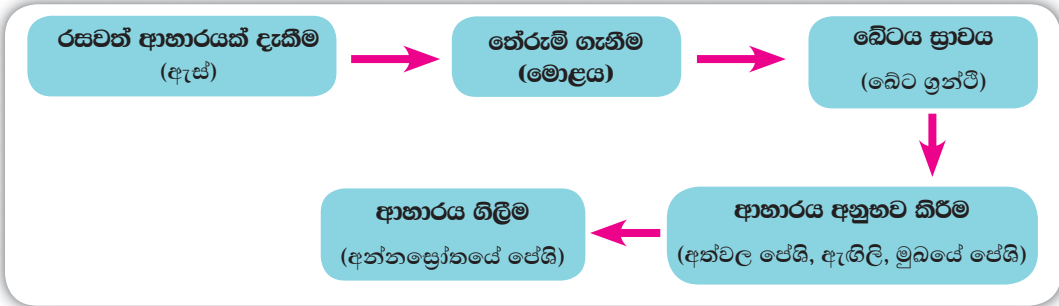 රසවත් ආහාරයක් දැකීම
(ඇස්)
තේරුම් ගැනීම
(මොළය)
ඛේටය ස්‍රාවය
(ඛේට ග්‍රන්ථි)
ආහාරය අනුභව කිරීම
(අත්වල පේශි, ඇඟිලි, මුඛයේ පේශි)
ආහාරය ගිලීම
(අන්නස්‍රෝතයේ පේශි)